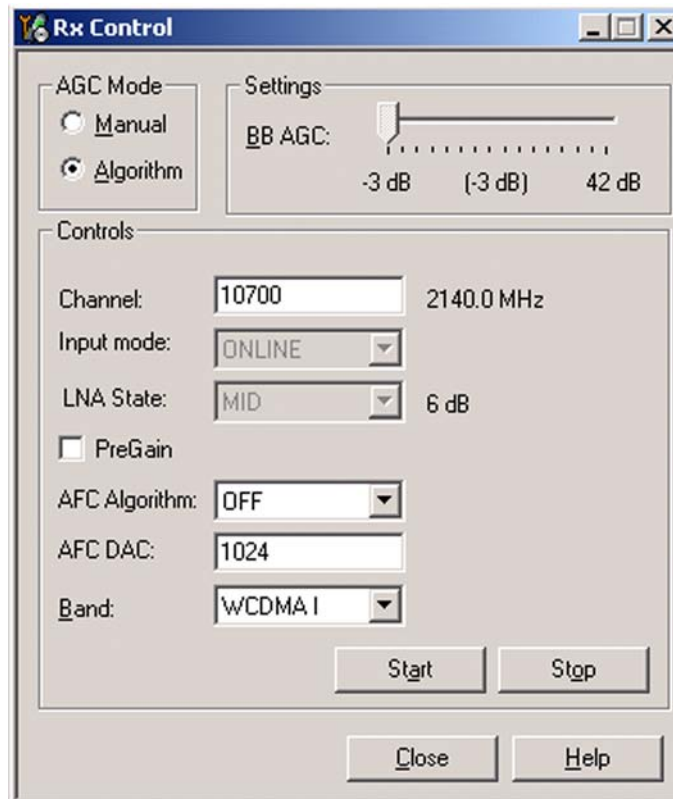 Rx Control
AGC Mode
Manual
Algorithm
Settings
BB AGC:
-3 dB (-3 dB) 42 dB
Controls
Channel: 10700 2140.0 MHz
Input mode: ONLINE
LNA State: MID 6 dB
PreGain
AFC Algorithm: OFF
AFC DAC: 1024
Band: WCDMA I
Start Stop
Close Help